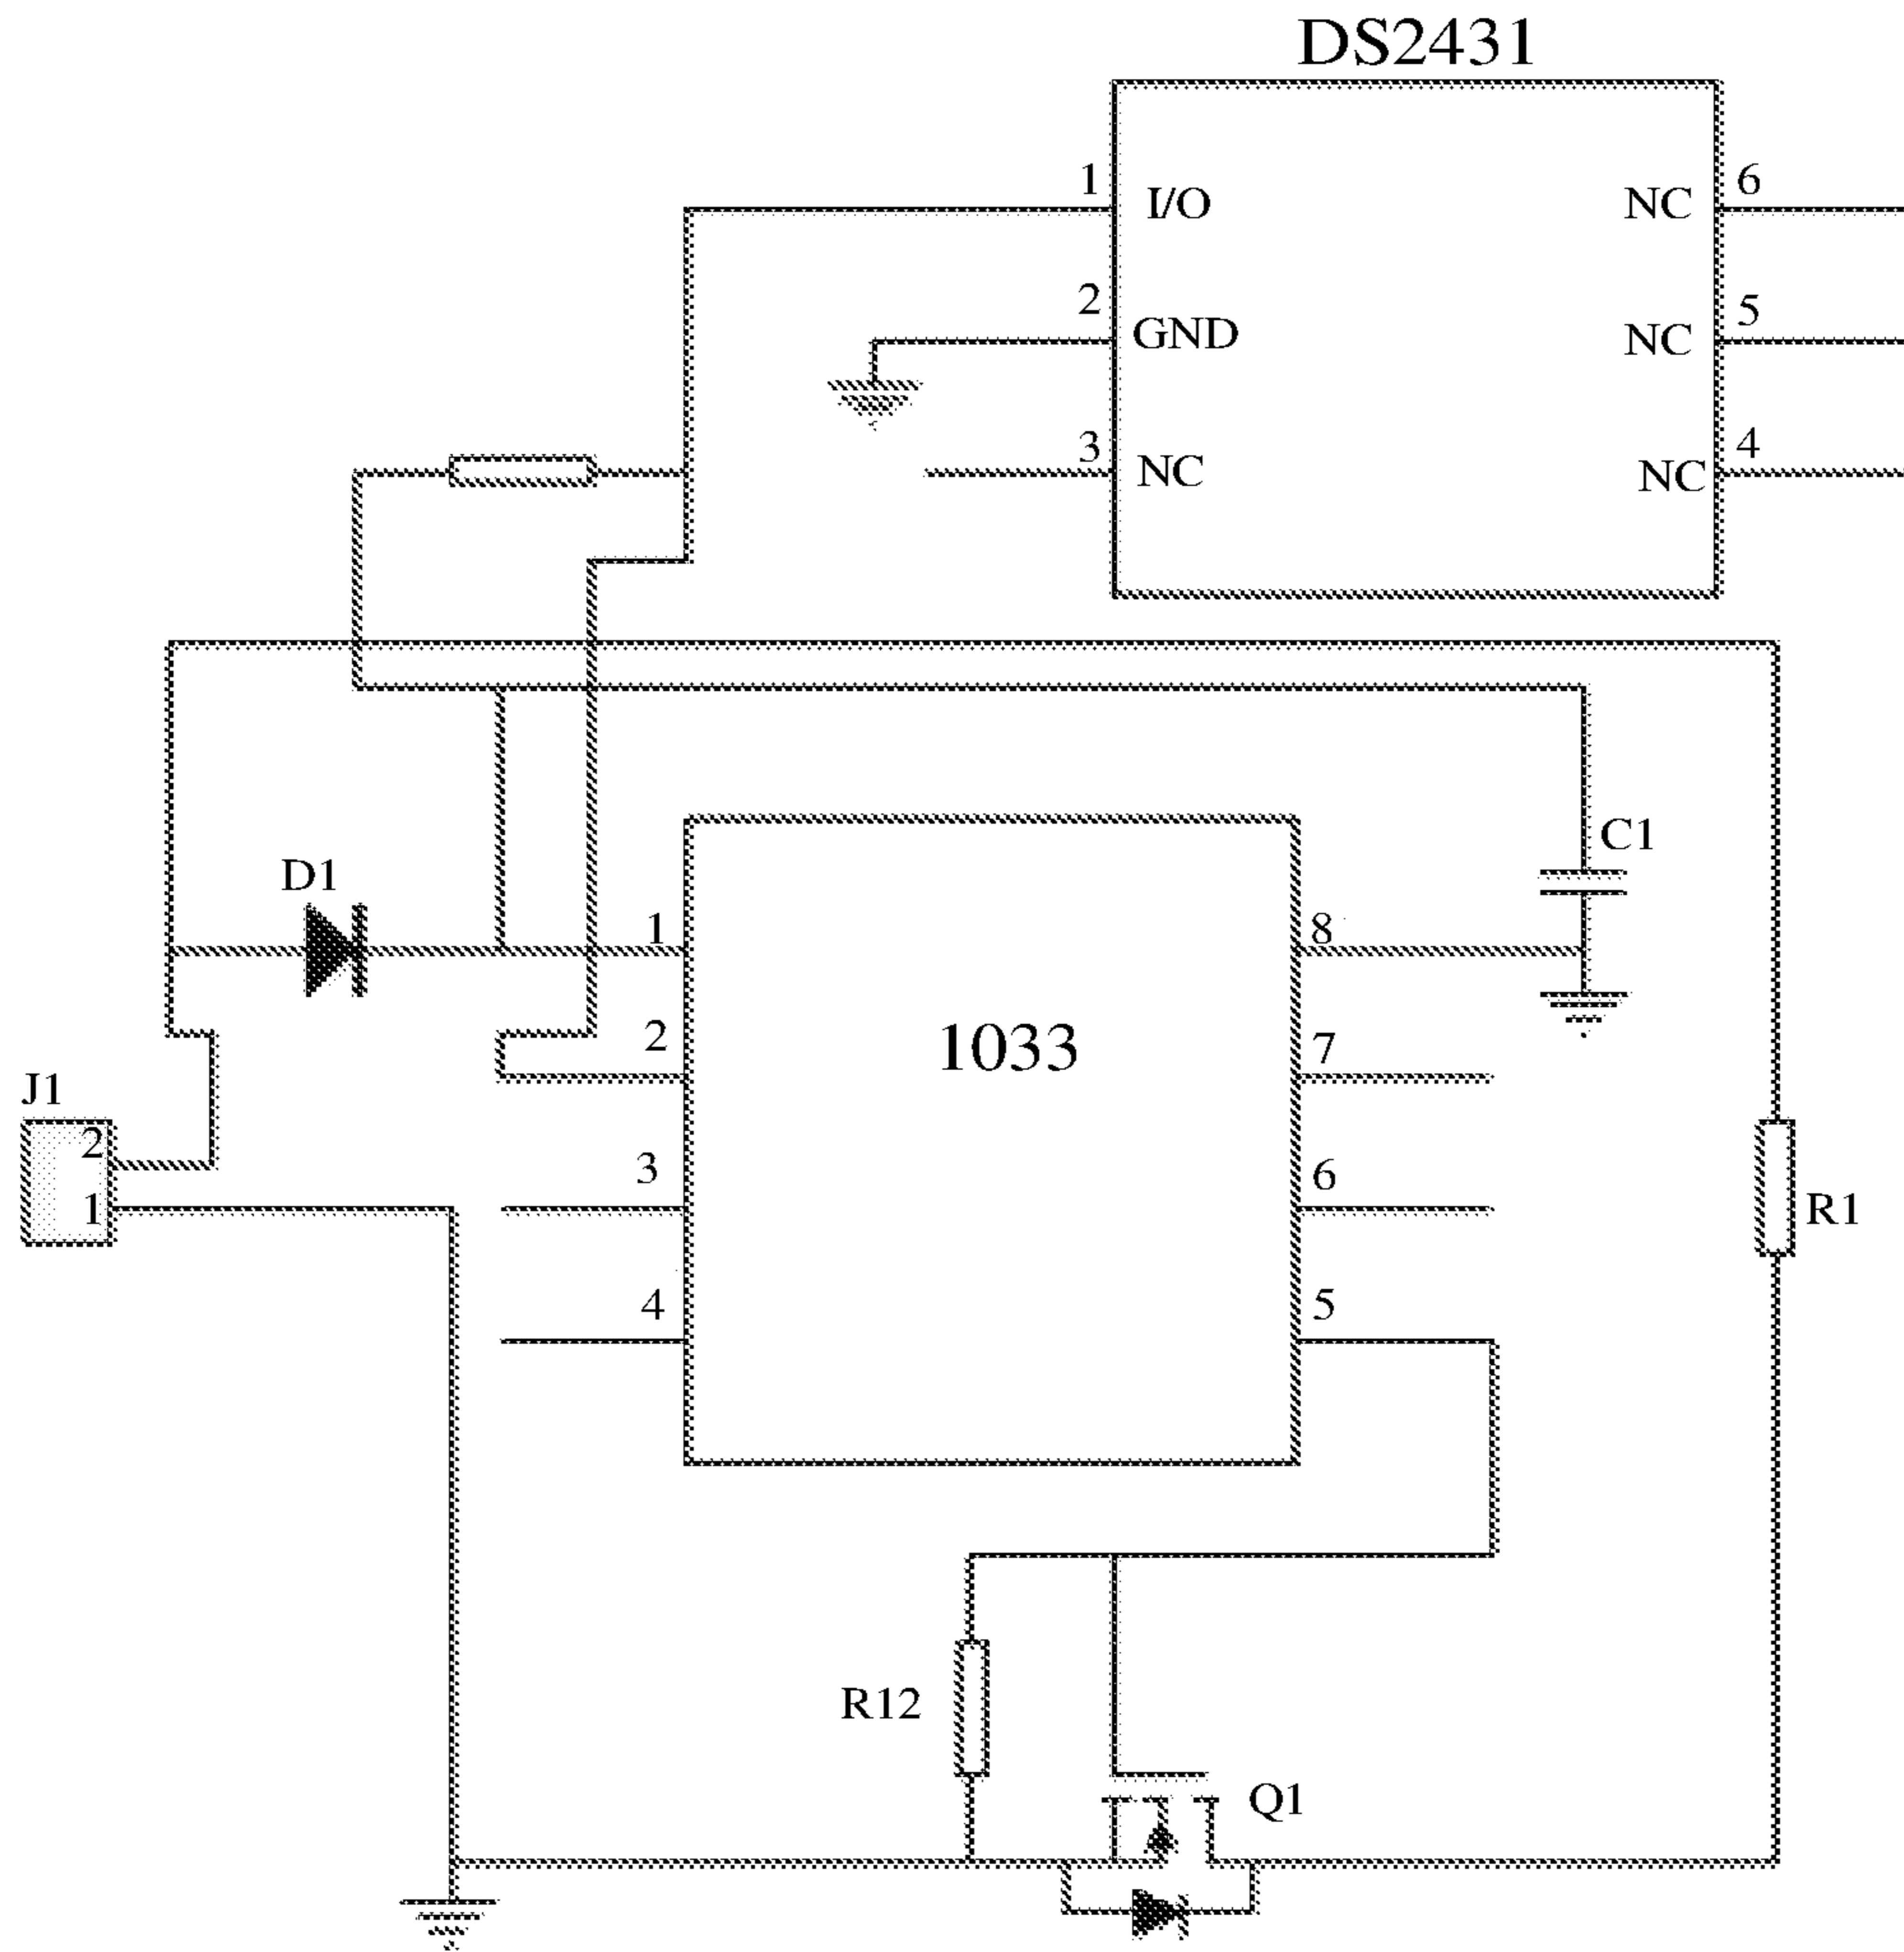 DS2431
1 I/O NC 6
2 GND NC 5
3 NC NC 4
C1
D1
1 8
2 1033 7
J1
2
1
3 6
R1
4 5
R12
Q1